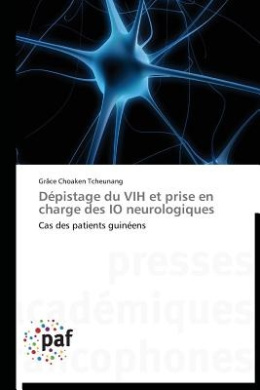 Grâce Choaken Tcheunang
Dépistage du VIH et prise en
charge des IO neurologiques
Cas des patients guinéens
presses
académiques
francophones
paf